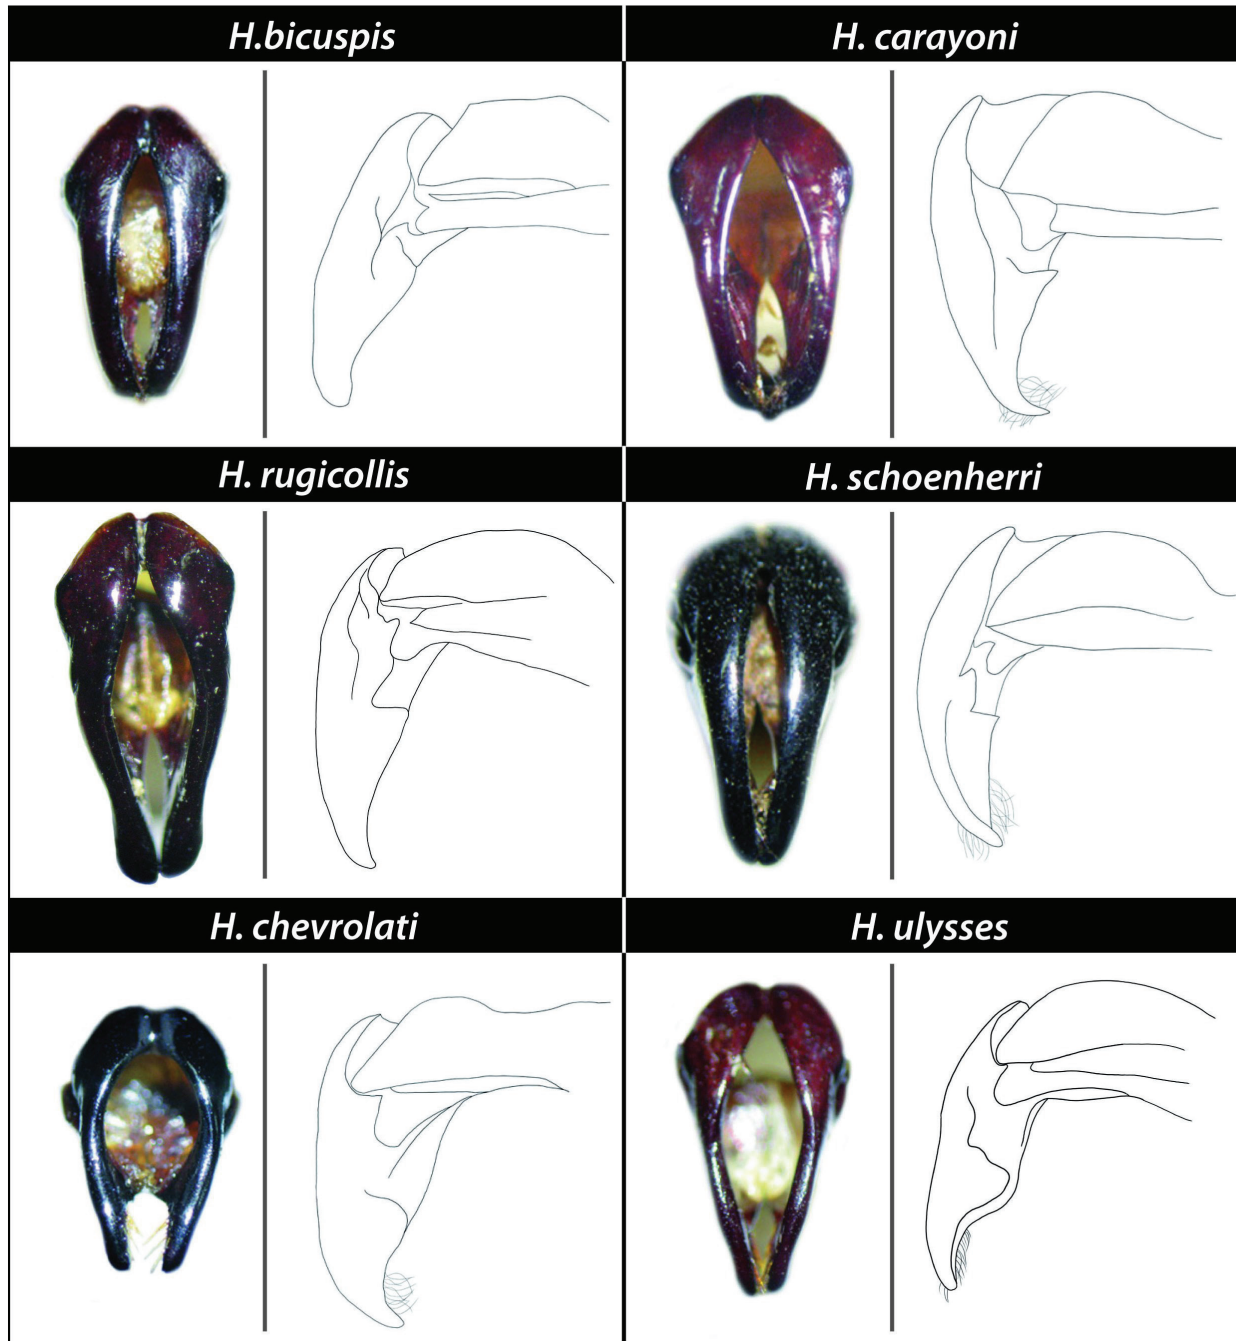 H.bicuspis
H. carayoni
H. rugicollis
H. schoenherri
H. chevrolati
H. ulysses